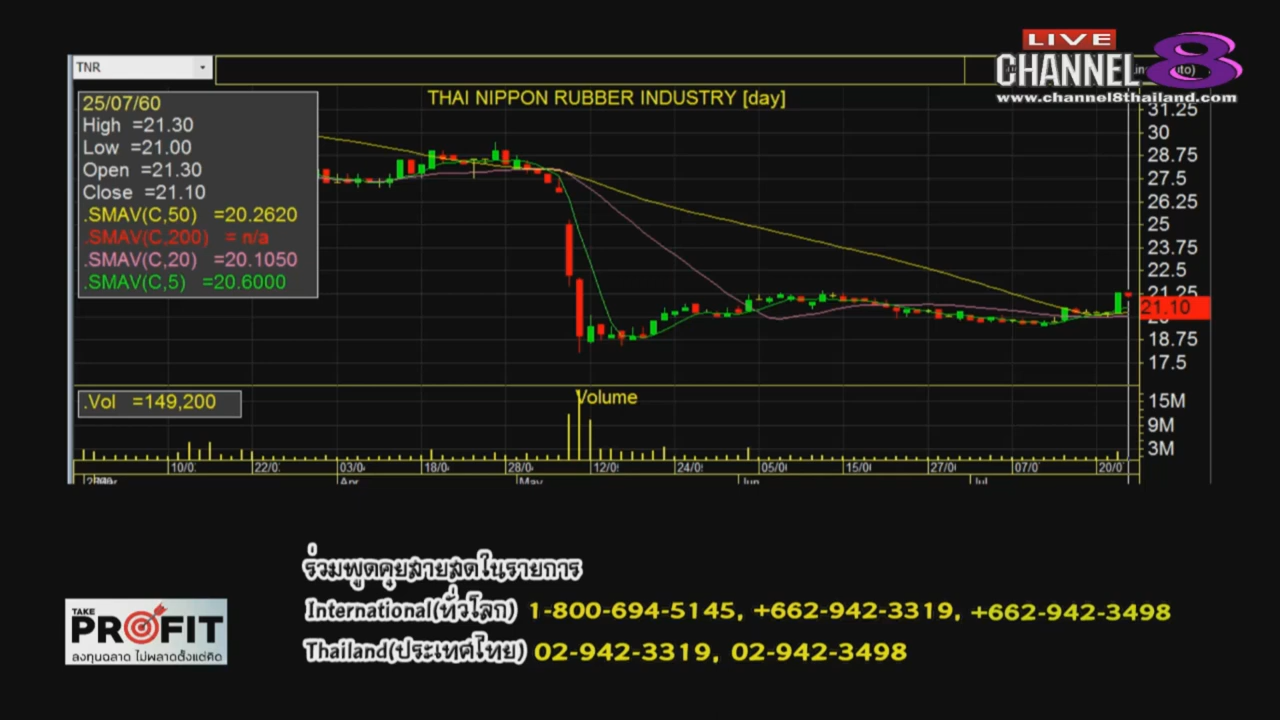 LIVE
CHANNEL 8
www.channel8thailand.com
TNR
25/07/60
High =21.30
Low =21.00
Open =21.30
Close =21.10
.SMAV(C,50) =20.2620
.SMAV(C,200) = n/a
.SMAV(C,20) =20.1050
.SMAV(C,5) =20.6000
THAI NIPPON RUBBER INDUSTRY [day]
31.25
30
28.75
27.5
26.25
25
23.75
22.5
21.25
21.10
20
18.75
17.5
.Vol =149,200
Volume
15M
9M
3M
10/0 22/0 03/0 18/0 28/0 12/0 24/0 05/0 15/0 27/0 07/0 20/0
Apr May Jun Jul
ร่วมพูดคุยสายสดในรายการ
International(ทั่วโลก) 1-800-694-5145, +662-942-3319, +662-942-3498
Thailand(ประเทศไทย) 02-942-3319, 02-942-3498
TAKE
PROFIT
ลงทุนฉลาด ไม่พลาดตั้งแต่คิด